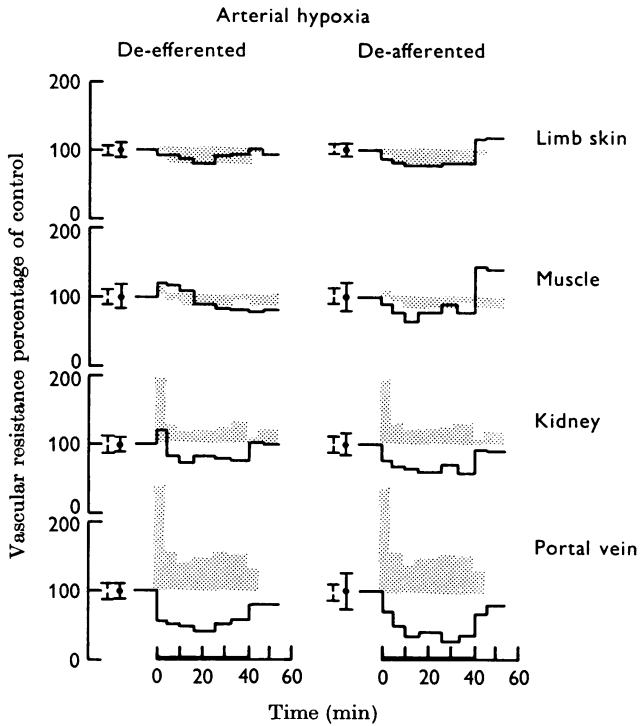 Arterial hypoxia
De-efferented
De-afferented
Vascular resistance percentage of control
200
100
0
Limb skin
200
100
0
Muscle
200
100
0
Kidney
200
100
0
Portal vein
0 20 40 60
0 20 40 60
Time (min)